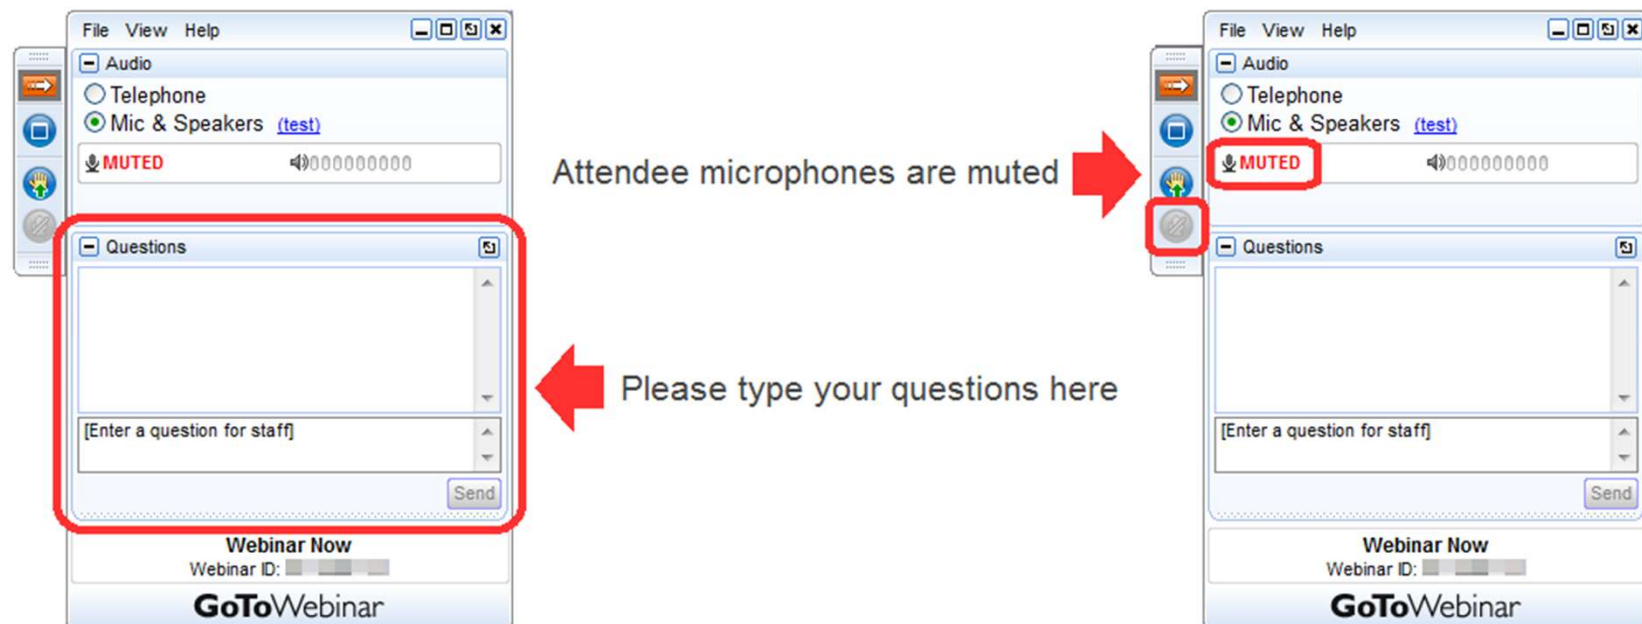 File View Help
Audio
Telephone
Mic & Speakers (test)
MUTED
Questions
[Enter a question for staff]
Send
Webinar Now
Webinar ID:
GoToWebinar
Attendee microphones are muted
Please type your questions here
File View Help
Audio
Telephone
Mic & Speakers (test)
MUTED
Questions
[Enter a question for staff]
Send
Webinar Now
Webinar ID:
GoToWebinar